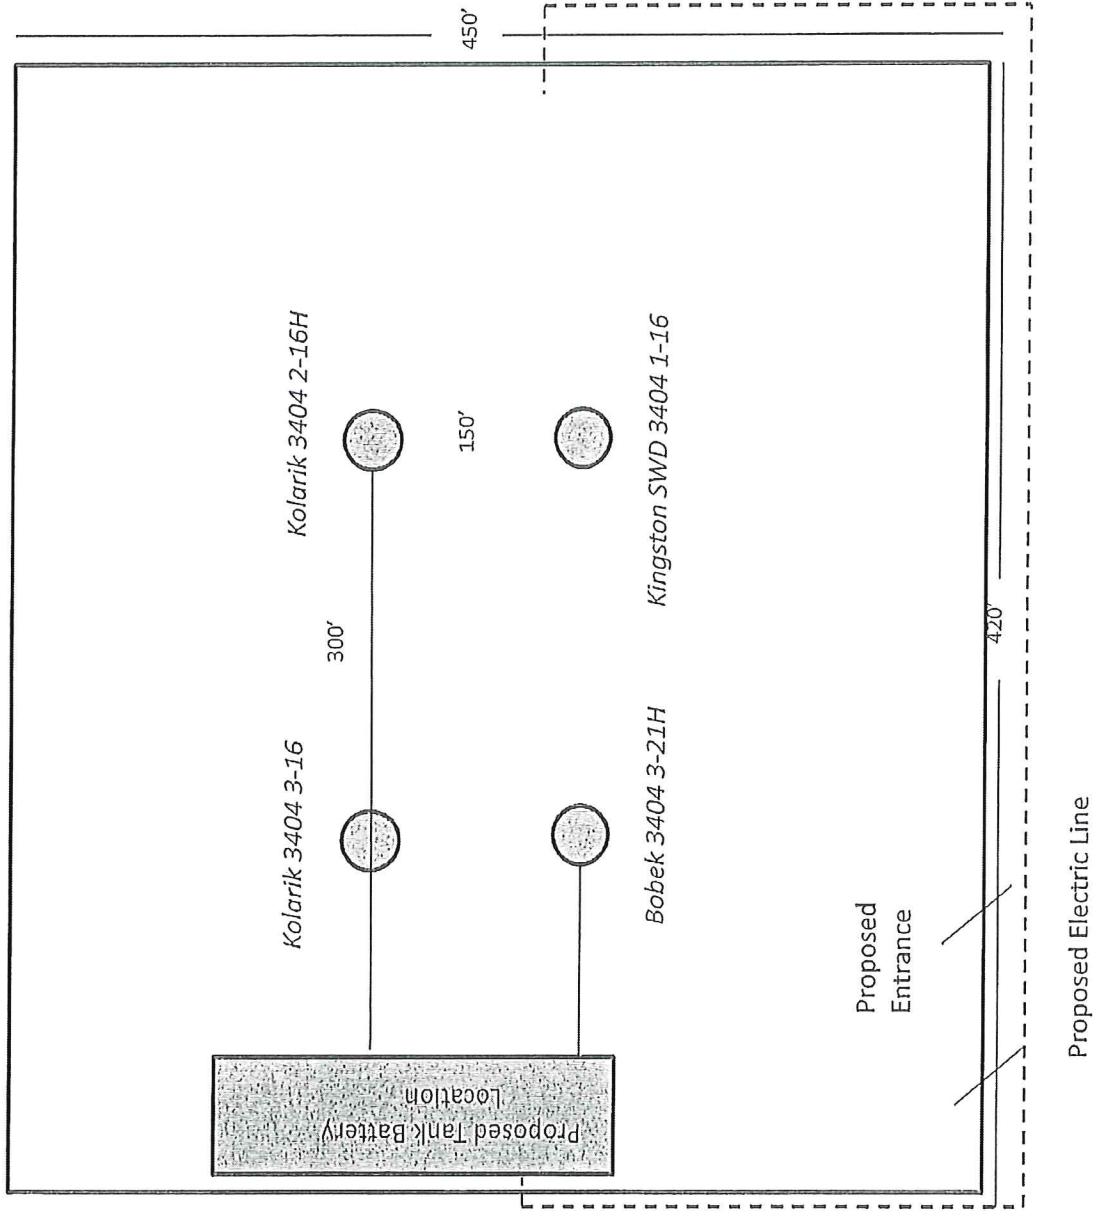 450'
Kolarik 3404 2-16H
150'
Kingston SWD 3404 1-16
300'
420'
Kolarik 3404 3-16
Bobek 3404 3-21H
Proposed
Entrance
Proposed Electric Line
Proposed Tank Battery
Location